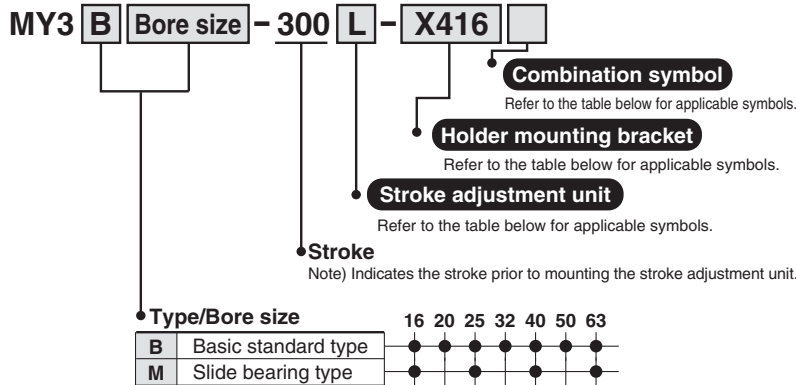 MY3 B Bore size - 300 L - X416
Combination symbol
Refer to the table below for applicable symbols.
Holder mounting bracket
Refer to the table below for applicable symbols.
Stroke adjustment unit
Refer to the table below for applicable symbols.
Stroke
Note) Indicates the stroke prior to mounting the stroke adjustment unit.
Type/Bore size 16 20 25 32 40 50 63
B Basic standard type
M Slide bearing type